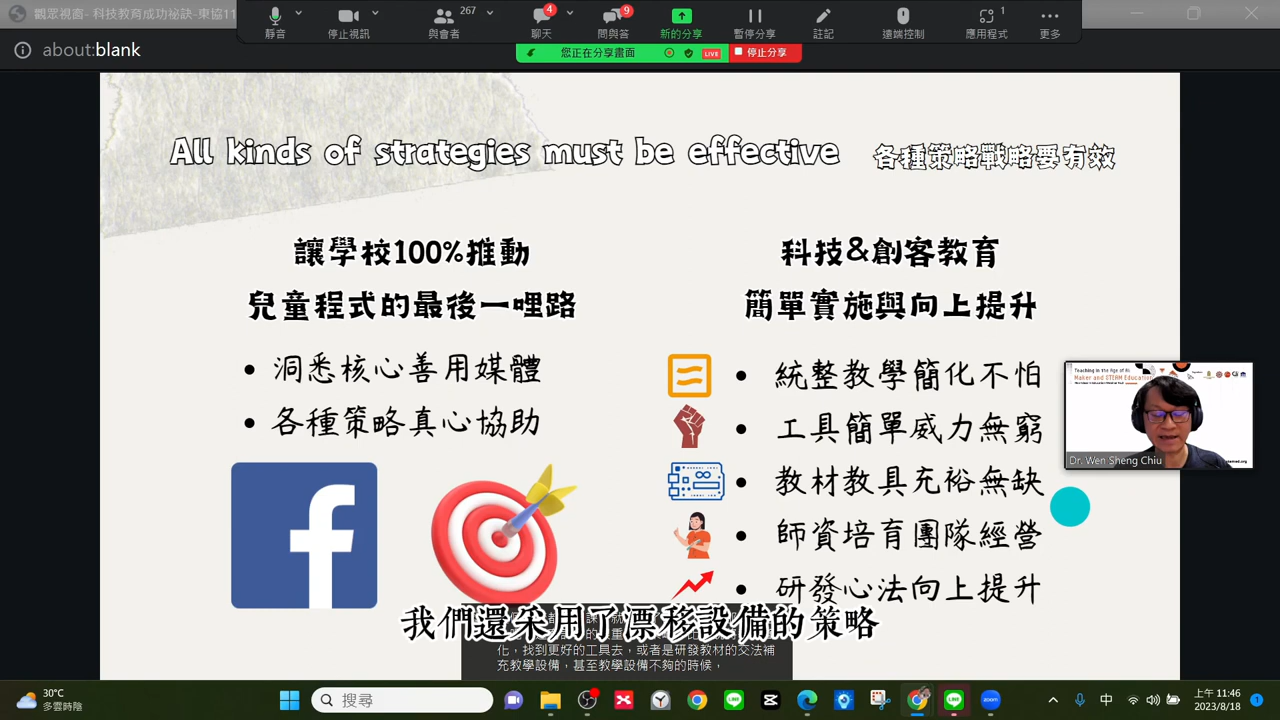 觀眾視窗- 科技教育成功祕訣-東協11
靜音
停止視訊
267
與會者
4
聊天
9
問與答
新的分享
暫停分享
註記
遠端控制
1
應用程式
更多
您正在分享畫面
LIVE
停止分享
about:blank
All kinds of strategies must be effective 各種策略戰略要有效
讓學校100%推動
兒童程式的最後一哩路
• 洞悉核心善用媒體
• 各種策略真心協助
科技&創客教育
簡單實施與向上提升
• 統整教學簡化不怕
• 工具簡單威力無窮
• 教材教具充裕無缺
• 師資培育團隊經營
• 研發心法向上提升
Teaching in the Age of AI
Maker and STEAM Education
Dr. Wen Sheng Chiu
我們還采用了漂移設備的策略
化，找到更好的工具去，或者是研發教材的交法補
充教學設備，甚至教學設備不夠的時候，
30°C
多雲時陰
搜尋
中
上午 11:46
2023/8/18